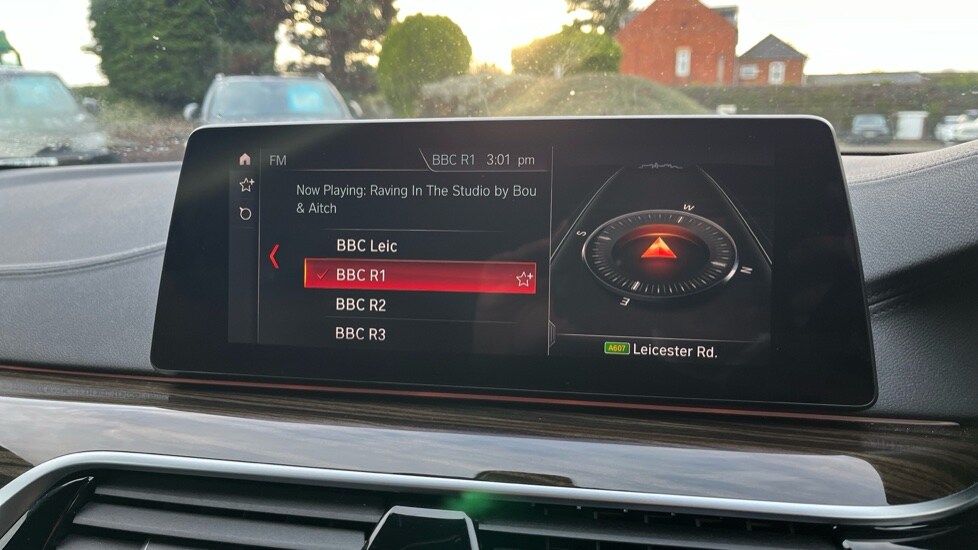 FM
BBC R1 3:01 pm
Now Playing: Raving In The Studio by Bou
& Aitch
BBC Leic
BBC R1
BBC R2
BBC R3
S
W
N
E
A607 Leicester Rd.